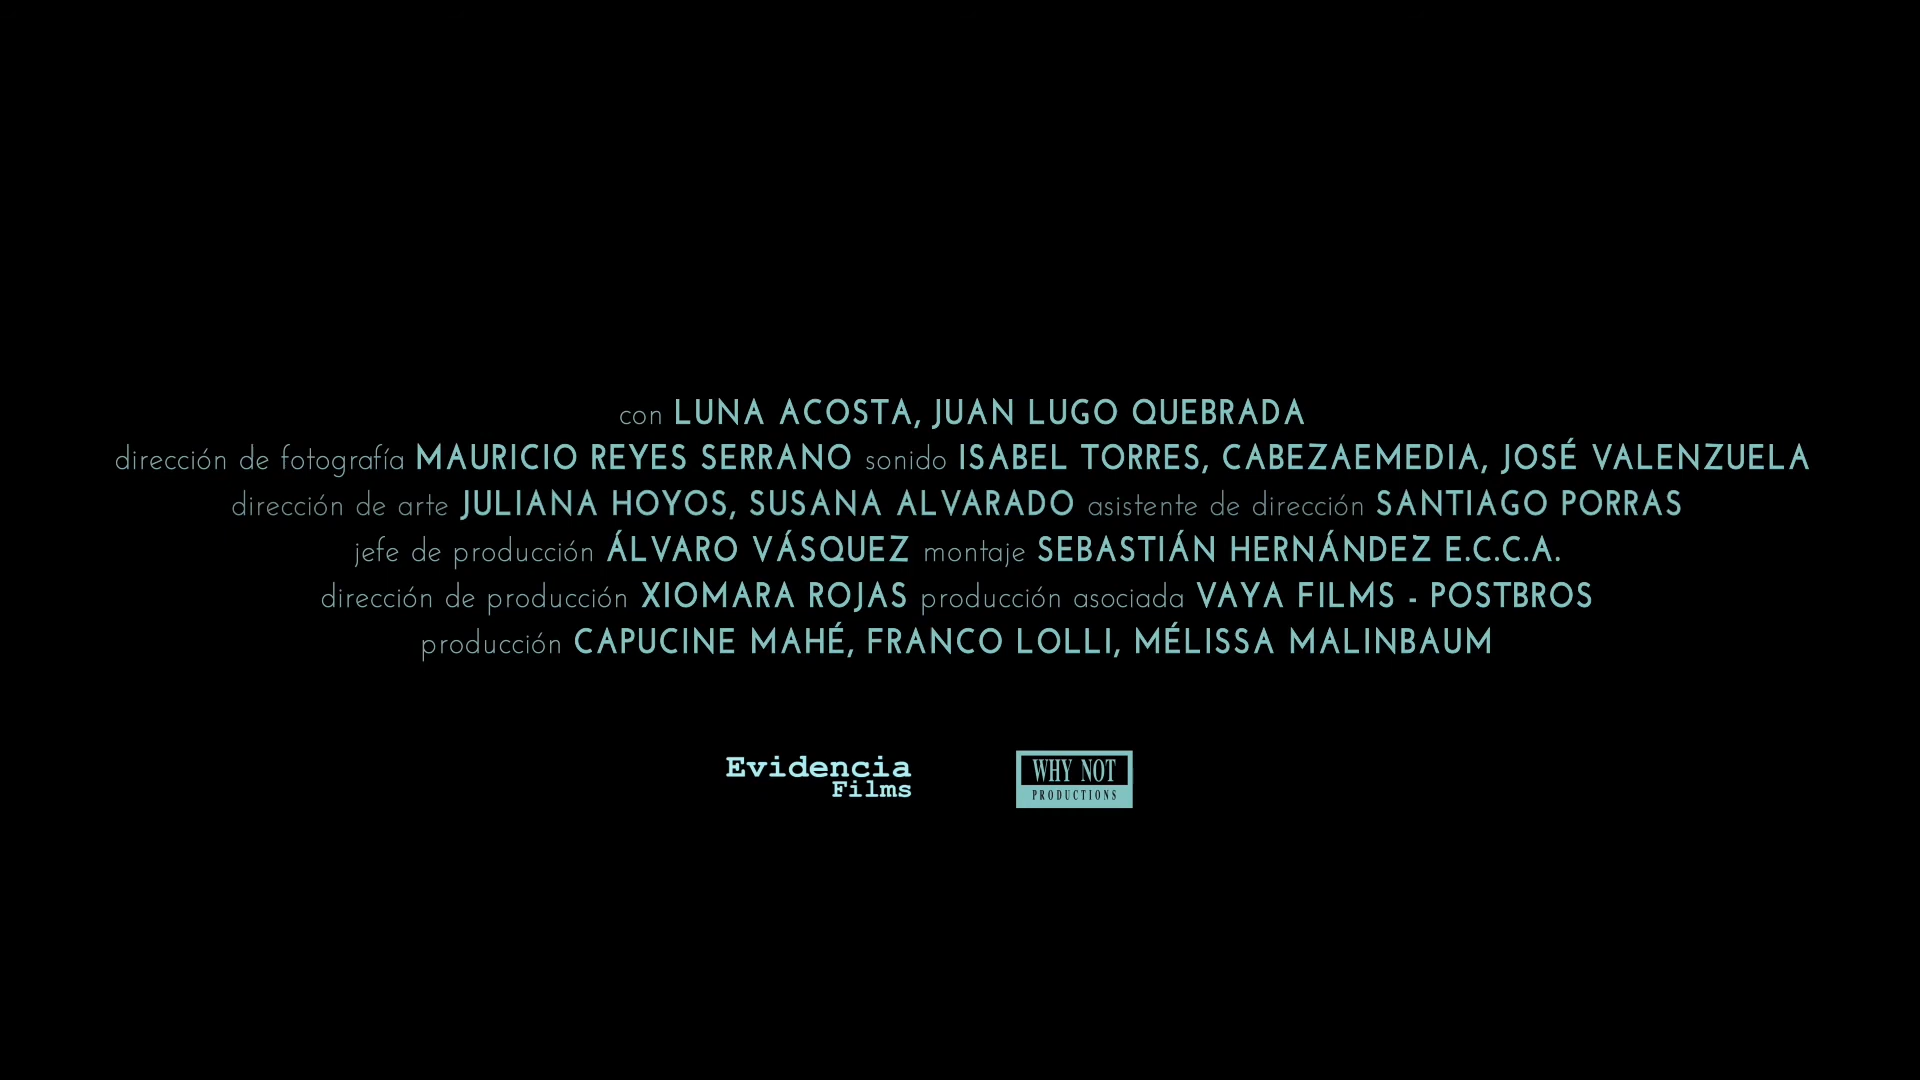 con LUNA ACOSTA, JUAN LUGO QUEBRADA
dirección de fotografía MAURICIO REYES SERRANO sonido ISABEL TORRES, CABEZAEMEDIA, JOSÉ VALENZUELA
dirección de arte JULIANA HOYOS, SUSANA ALVARADO asistente de dirección SANTIAGO PORRAS
jefe de producción ÁLVARO VÁSQUEZ montaje SEBASTIÁN HERNÁNDEZ E.C.C.A.
dirección de producción XIOMARA ROJAS producción asociada VAYA FILMS - POSTBROS
producción CAPUCINE MAHÉ, FRANCO LOLLI, MÉLISSA MALINBAUM
Evidencia
Films
WHY NOT
PRODUCTIONS